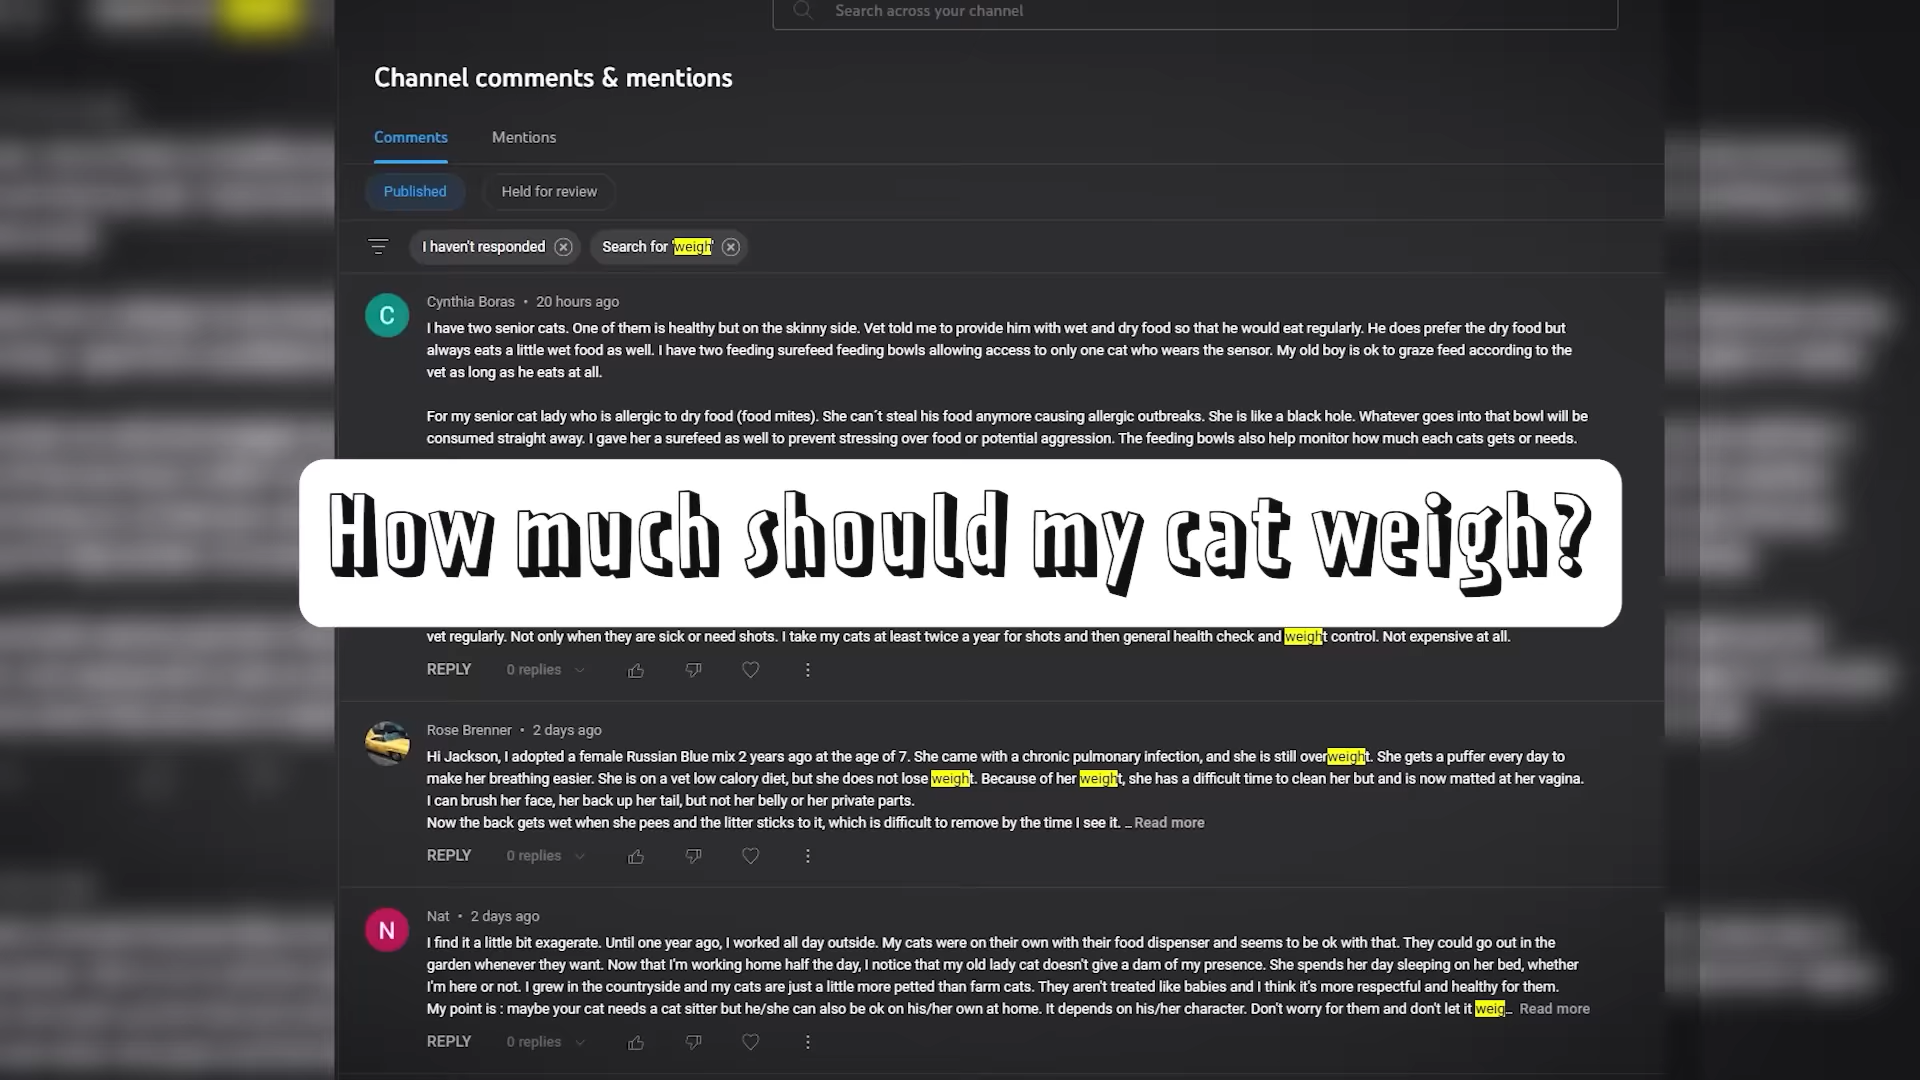 Search across your channel
Channel comments & mentions
Comments Mentions
Published Held for review
I haven't responded Search for 'weigh'
Cynthia Boras • 20 hours ago
I have two senior cats. One of them is healthy but on the skinny side. Vet told me to provide him with wet and dry food so that he would eat regularly. He does prefer the dry food but
always eats a little wet food as well. I have two feeding surefeed feeding bowls allowing access to only one cat who wears the sensor. My old boy is ok to graze feed according to the
vet as long as he eats at all.
For my senior cat lady who is allergic to dry food (food mites). She can´t steal his food anymore causing allergic outbreaks. She is like a black hole. Whatever goes into that bowl will be
consumed straight away. I gave her a surefeed as well to prevent stressing over food or potential aggression. The feeding bowls also help monitor how much each cats gets or needs.
How much should my cat weigh?
vet regularly. Not only when they are sick or need shots. I take my cats at least twice a year for shots and then general health check and weight control. Not expensive at all.
REPLY 0 replies
Rose Brenner • 2 days ago
Hi Jackson, I adopted a female Russian Blue mix 2 years ago at the age of 7. She came with a chronic pulmonary infection, and she is still overweight. She gets a puffer every day to
make her breathing easier. She is on a vet low calory diet, but she does not lose weight. Because of her weight, she has a difficult time to clean her but and is now matted at her vagina.
I can brush her face, her back up her tail, but not her belly or her private parts.
Now the back gets wet when she pees and the litter sticks to it, which is difficult to remove by the time I see it. ... Read more
REPLY 0 replies
N
Nat • 2 days ago
I find it a little bit exagerate. Until one year ago, I worked all day outside. My cats were on their own with their food dispenser and seems to be ok with that. They could go out in the
garden whenever they want. Now that I'm working home half the day, I notice that my old lady cat doesn't give a dam of my presence. She spends her day sleeping on her bed, whether
I'm here or not. I grew in the countryside and my cats are just a little more petted than farm cats. They aren't treated like babies and I think it's more respectful and healthy for them.
My point is : maybe your cat needs a cat sitter but he/she can also be ok on his/her own at home. It depends on his/her character. Don't worry for them and don't let it weig... Read more
REPLY 0 replies